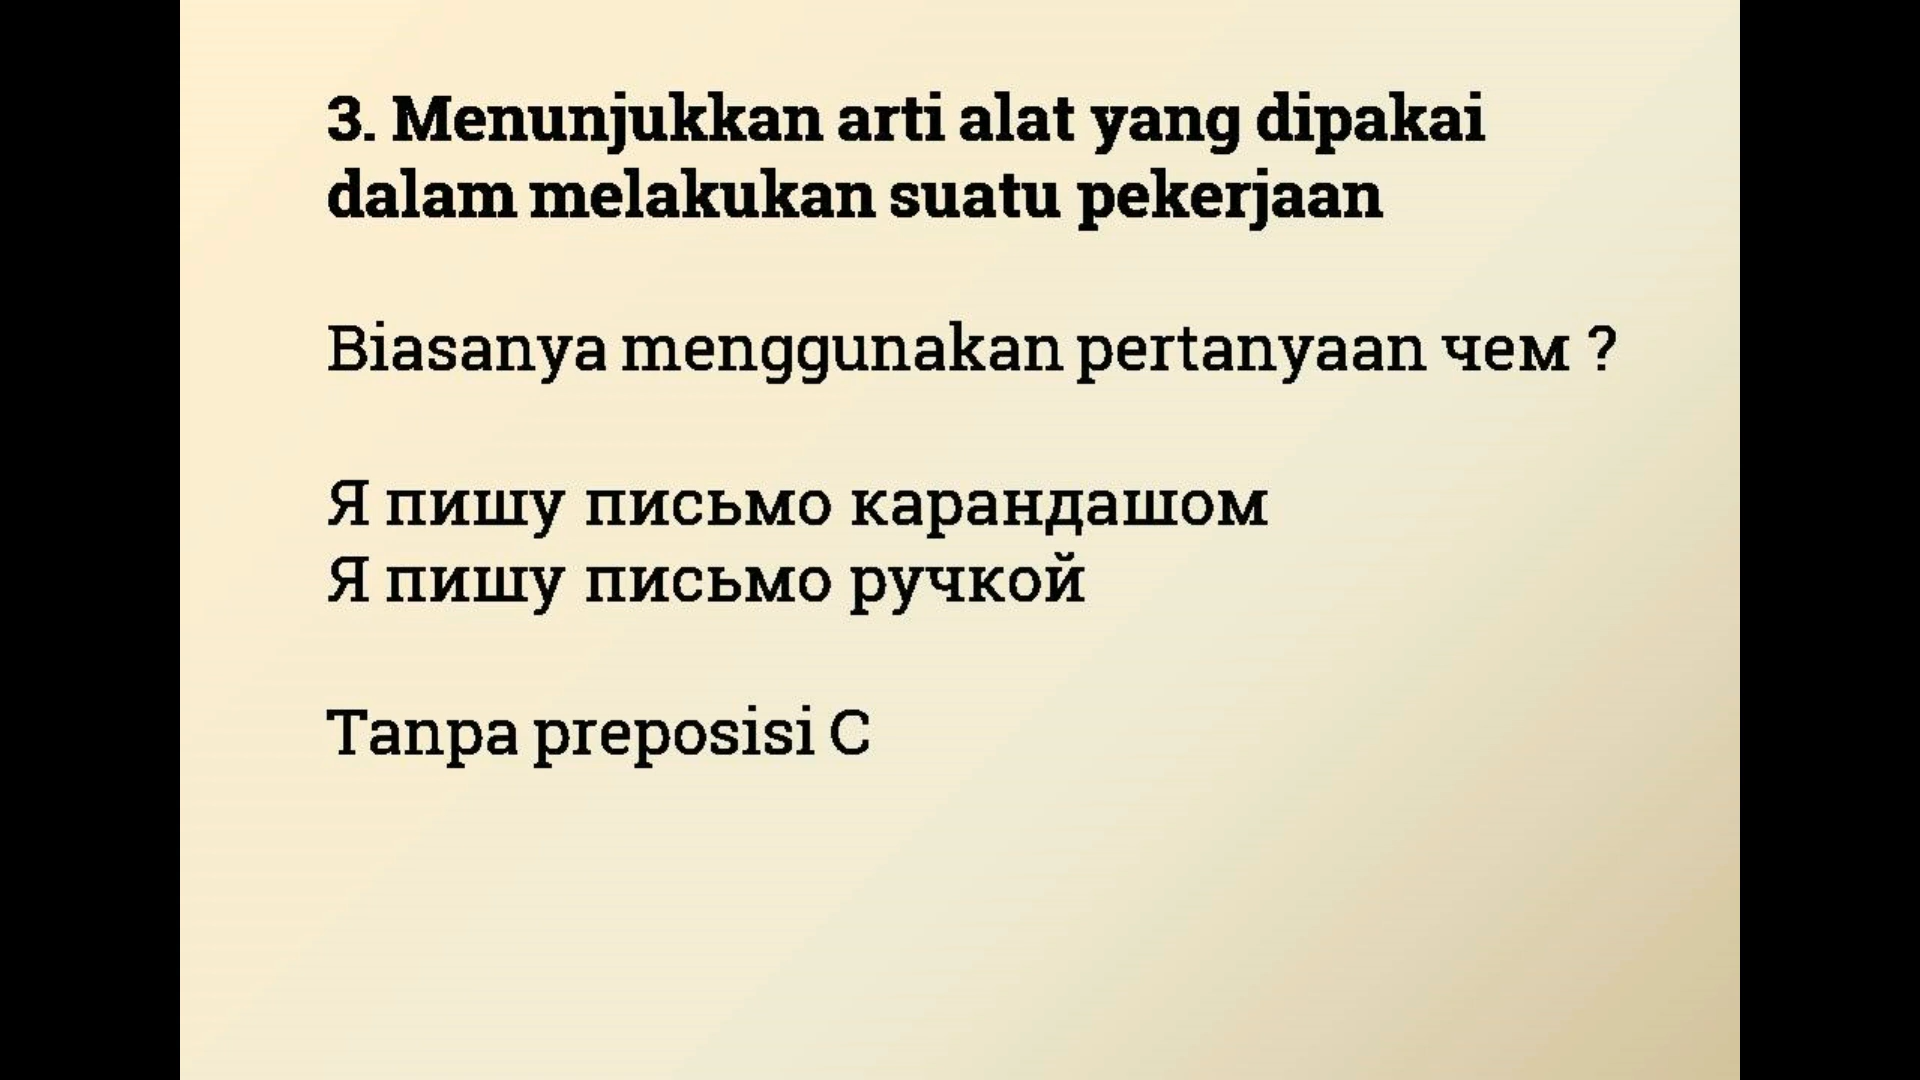 3. Menunjukkan arti alat yang dipakai
dalam melakukan suatu pekerjaan
Biasanya menggunakan pertanyaan чем ?
Я пишу письмо карандашом
Я пишу письмо ручкой
Tanpa preposisi C